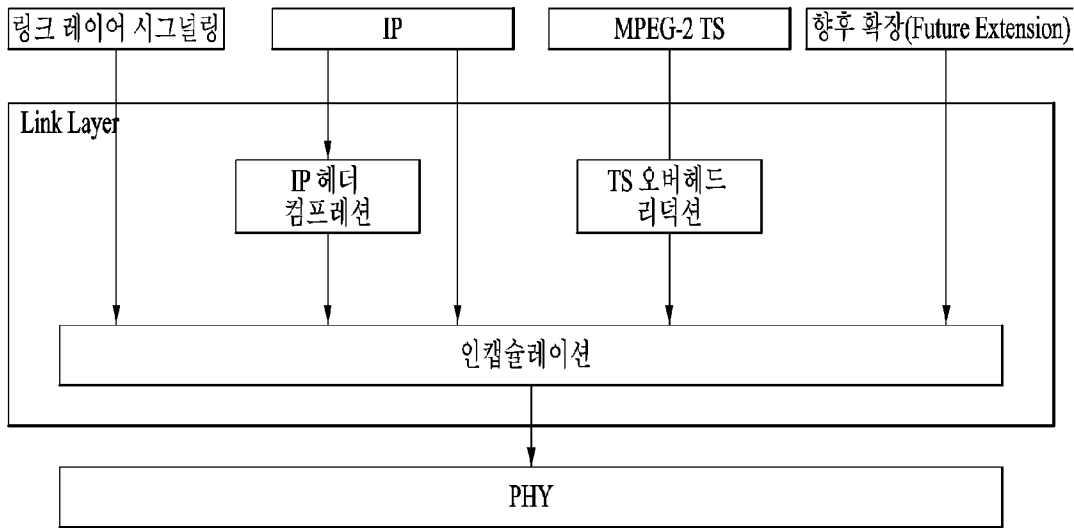 링크 레이어 시그널링
IP
MPEG-2 TS
향후 확장(Future Extension)
Link Layer
IP 헤더
컴프레션
TS 오버헤드
리덕션
인캡슐레이션
PHY